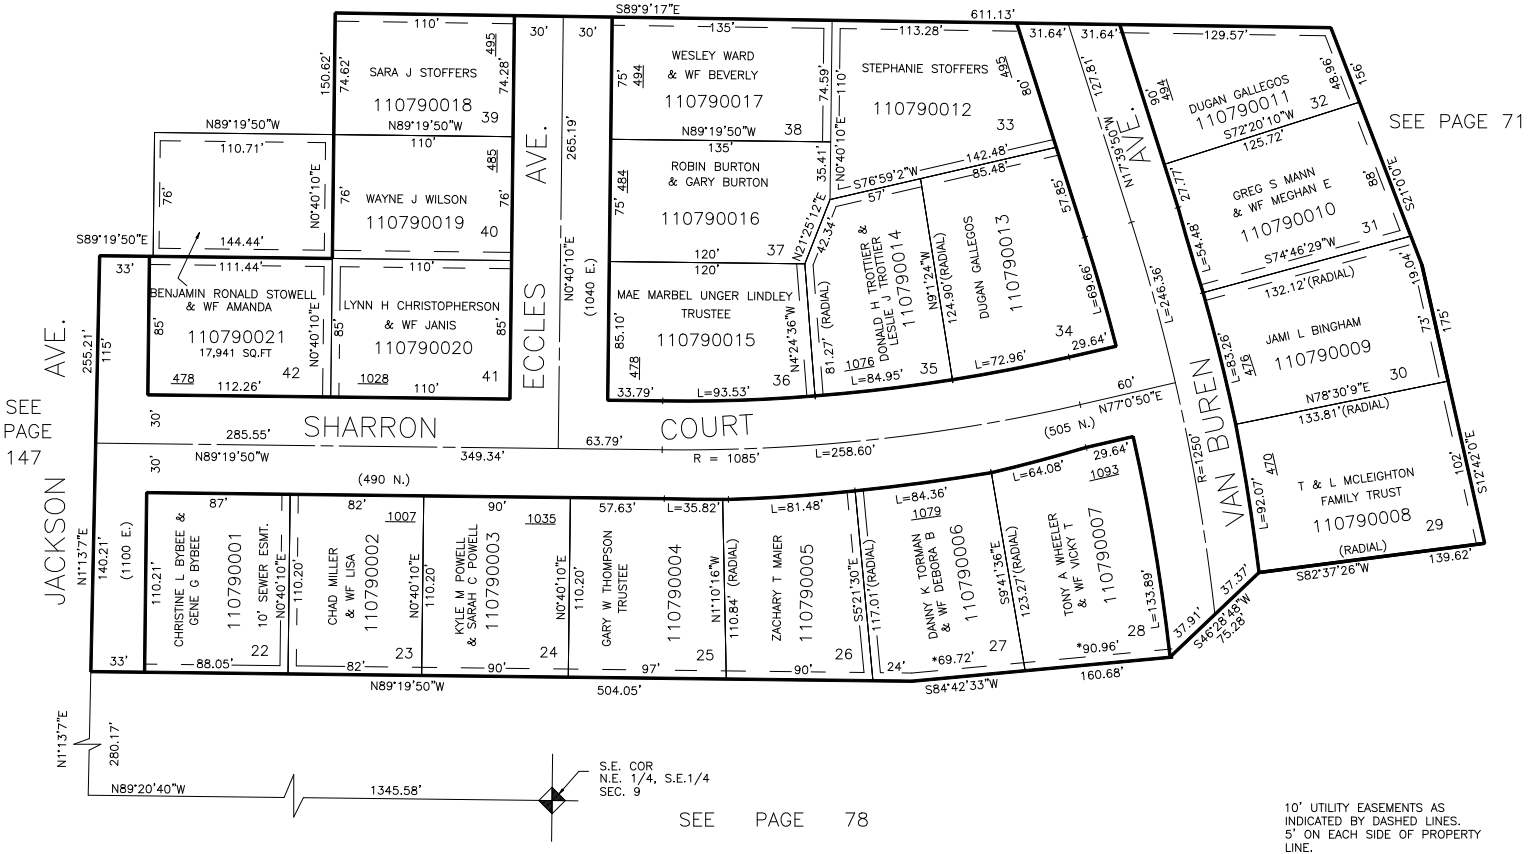 S89°9'17"E
611.13'
110'
30'
30'
135'
113.28'
31.64'
31.64'
129.57'
150.62'
74.62'
SARA J STOFFERS
110790018
39
495
74.28'
N89°19'50"W
110'
WESLEY WARD
& WF BEVERLY
110790017
38
75'
494
74.59'
N89°19'50"W
135'
110'
N0°40'10"E
STEPHANIE STOFFERS
110790012
33
495
80'
142.48'
S76°59'2"W
127.81'
N17°39'50"W
AVE.
90'
494
DUGAN GALLEGOS
110790011
32
48.96'
156'
S72°20'10"W
125.72'
SEE PAGE 71
N89°19'50"W
110.71'
76'
144.44'
N0°40'10"E
S89°19'50"E
WAYNE J WILSON
110790019
40
485
76'
76'
110'
ECCLES AVE.
265.19'
N0°40'10"E
(1040 E.)
ROBIN BURTON
& GARY BURTON
110790016
37
75'
484
35.41'
120'
120'
N21°25'12"E
42.34'
57'
85.48'
DONALD H TROTTIER &
LESLIE J TROTTIER
110790014
1076
35
L=84.95'
81.27' (RADIAL)
N9°1'24"W
124.90'(RADIAL)
DUGAN GALLEGOS
110790013
34
57.85'
L=69.66'
29.64'
L=72.96'
27.77'
L=54.48'
GREG S MANN
& WF MEGHAN E
110790010
31
88'
S21°0'0"E
S74°46'29"W
132.12'(RADIAL)
19.04'
33'
111.44'
BENJAMIN RONALD STOWELL
& WF AMANDA
110790021
17,941 SQ.FT
42
478
85'
112.26'
N0°40'10"E
LYNN H CHRISTOPHERSON
& WF JANIS
110790020
41
1028
85'
85'
110'
MAE MARBEL UNGER LINDLEY
TRUSTEE
110790015
36
85.10'
478
N4°24'36"W
33.79'
L=93.53'
L=246.36'
L=83.26'
476
JAMI L BINGHAM
110790009
30
73'
175'
N78°30'9"E
133.81'(RADIAL)
JACKSON AVE.
255.21'
115'
SEE
PAGE
147
30'
30'
285.55'
N89°19'50"W
SHARRON COURT
349.34'
63.79'
R = 1085'
L=258.60'
(490 N.)
(505 N.)
60'
N77°0'50"E
VAN BUREN
R=1250'
L=92.07'
470
T & L MCLEIGHTON
FAMILY TRUST
110790008
29
(RADIAL)
102'
S12°42'0"E
139.62'
S82°37'26"W
N1°13'7"E
140.21'
(1100 E.)
110.21'
87'
CHRISTINE L BYBEE &
GENE G BYBEE
110790001
22
10' SEWER ESMT.
N0°40'10"E
88.05'
33'
110.20'
82'
CHAD MILLER
& WF LISA
110790002
1007
23
82'
N0°40'10"E
110.20'
90'
KYLE M POWELL
& SARAH C POWELL
110790003
1035
24
90'
N0°40'10"E
110.20'
57.63'
L=35.82'
GARY W THOMPSON
TRUSTEE
110790004
25
97'
N1°10'16"W
110.84' (RADIAL)
L=81.48'
ZACHARY T MAIER
110790005
26
90'
S5°21'30"E
117.01'(RADIAL)
L=84.36'
1079
DANNY K TORMAN
& WF DEBORA B
110790006
27
24'
*69.72'
S9°41'36"E
123.27'(RADIAL)
L=64.08'
29.64'
1093
TONY A WHEELER
& WF VICKY T
110790007
28
*90.96'
L=133.89'
37.91'
37.37'
S46°28'48"W
75.28'
N89°19'50"W
504.05'
S84°42'33"W
160.68'
N1°13'7"E
280.17'
N89°20'40"W
1345.58'
S.E. COR
N.E. 1/4, S.E.1/4
SEC. 9
SEE PAGE 78
10' UTILITY EASEMENTS AS
INDICATED BY DASHED LINES.
5' ON EACH SIDE OF PROPERTY
LINE.